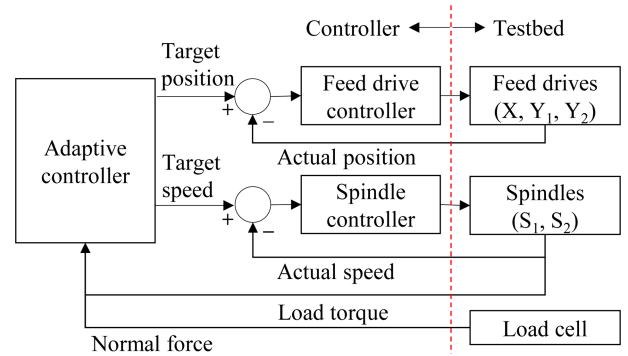 Controller
Testbed
Target
position
Feed drive
controller
Feed drives
(X, Y₁, Y₂)
+
−
Actual position
Adaptive
controller
Target
speed
Spindle
controller
Spindles
(S₁, S₂)
+
−
Actual speed
Load torque
Load cell
Normal force